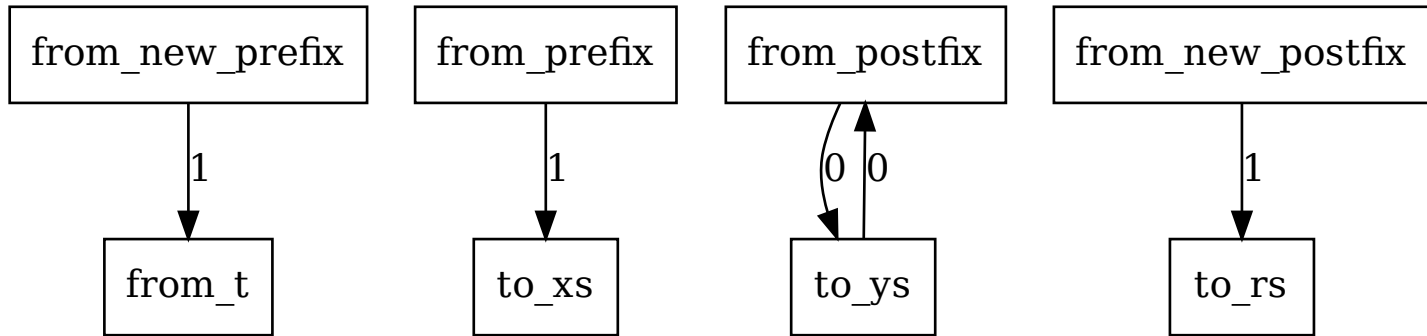 from_new_prefix from_prefix from_postfix from_new_postfix
1 1 0 0 1
from_t to_xs to_ys to_rs